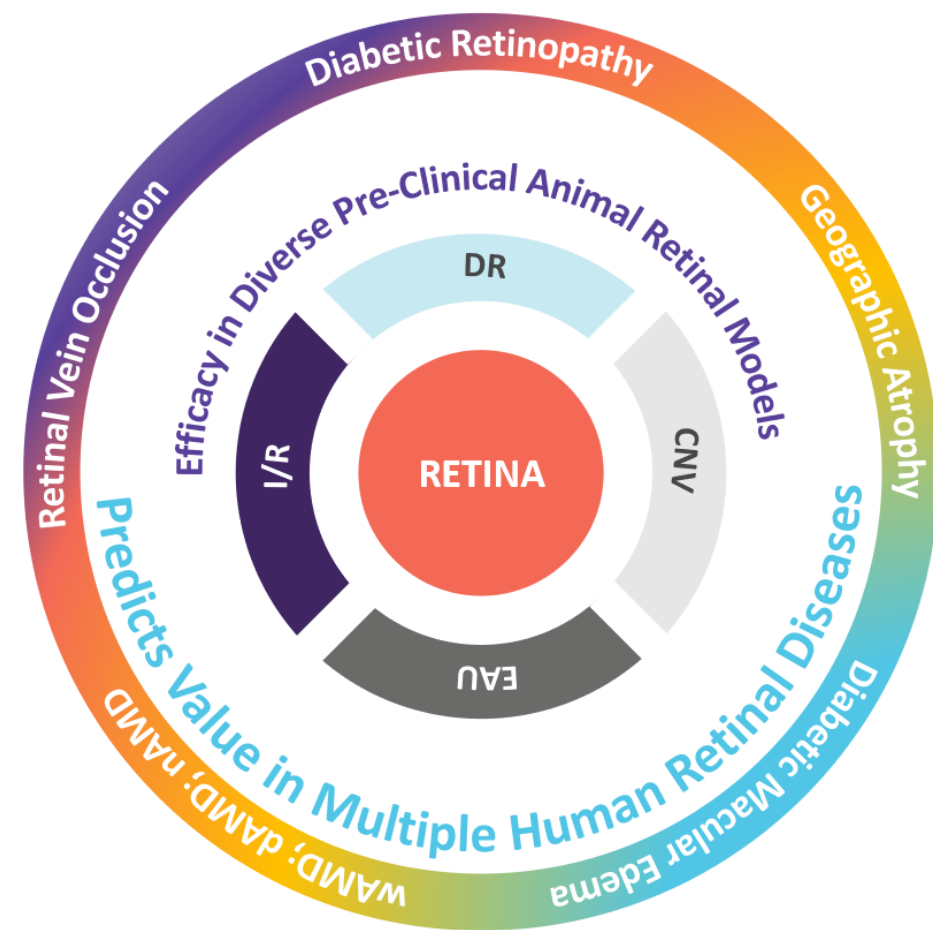 Diabetic Retinopathy
Geographic Atrophy
Diabetic Macular Edema
wAMD; dAMD; nAMD
Retinal Vein Occlusion
Efficacy in Diverse Pre-Clinical Animal Retinal Models
Predicts Value in Multiple Human Retinal Diseases
DR
CNV
EAU
I/R
RETINA